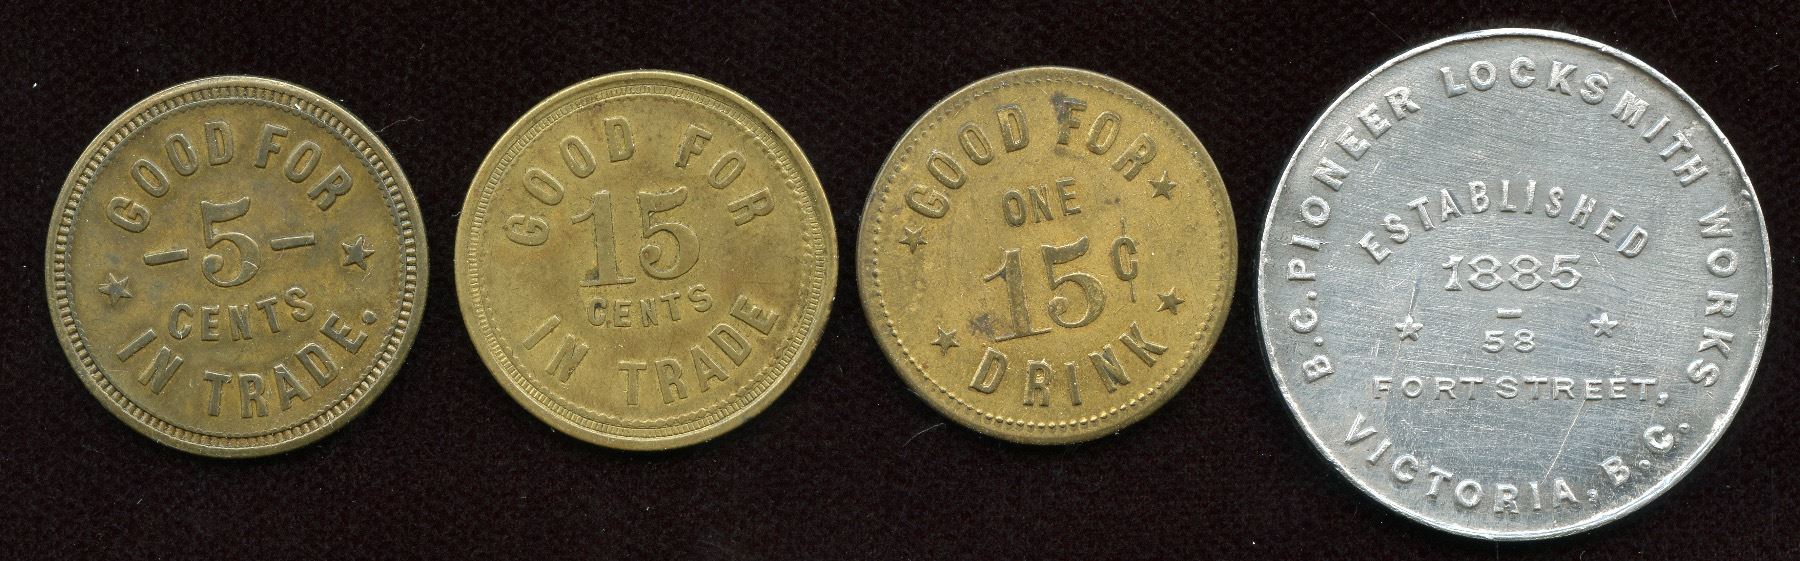 GOOD FOR
-5-
CENTS
IN TRADE.
GOOD FOR
15
CENTS
IN TRADE
GOOD FOR
ONE
15¢
DRINK
B.C. PIONEER LOCKSMITH WORKS
ESTABLISHED
1885
-
58
FORT STREET,
VICTORIA, B.C.